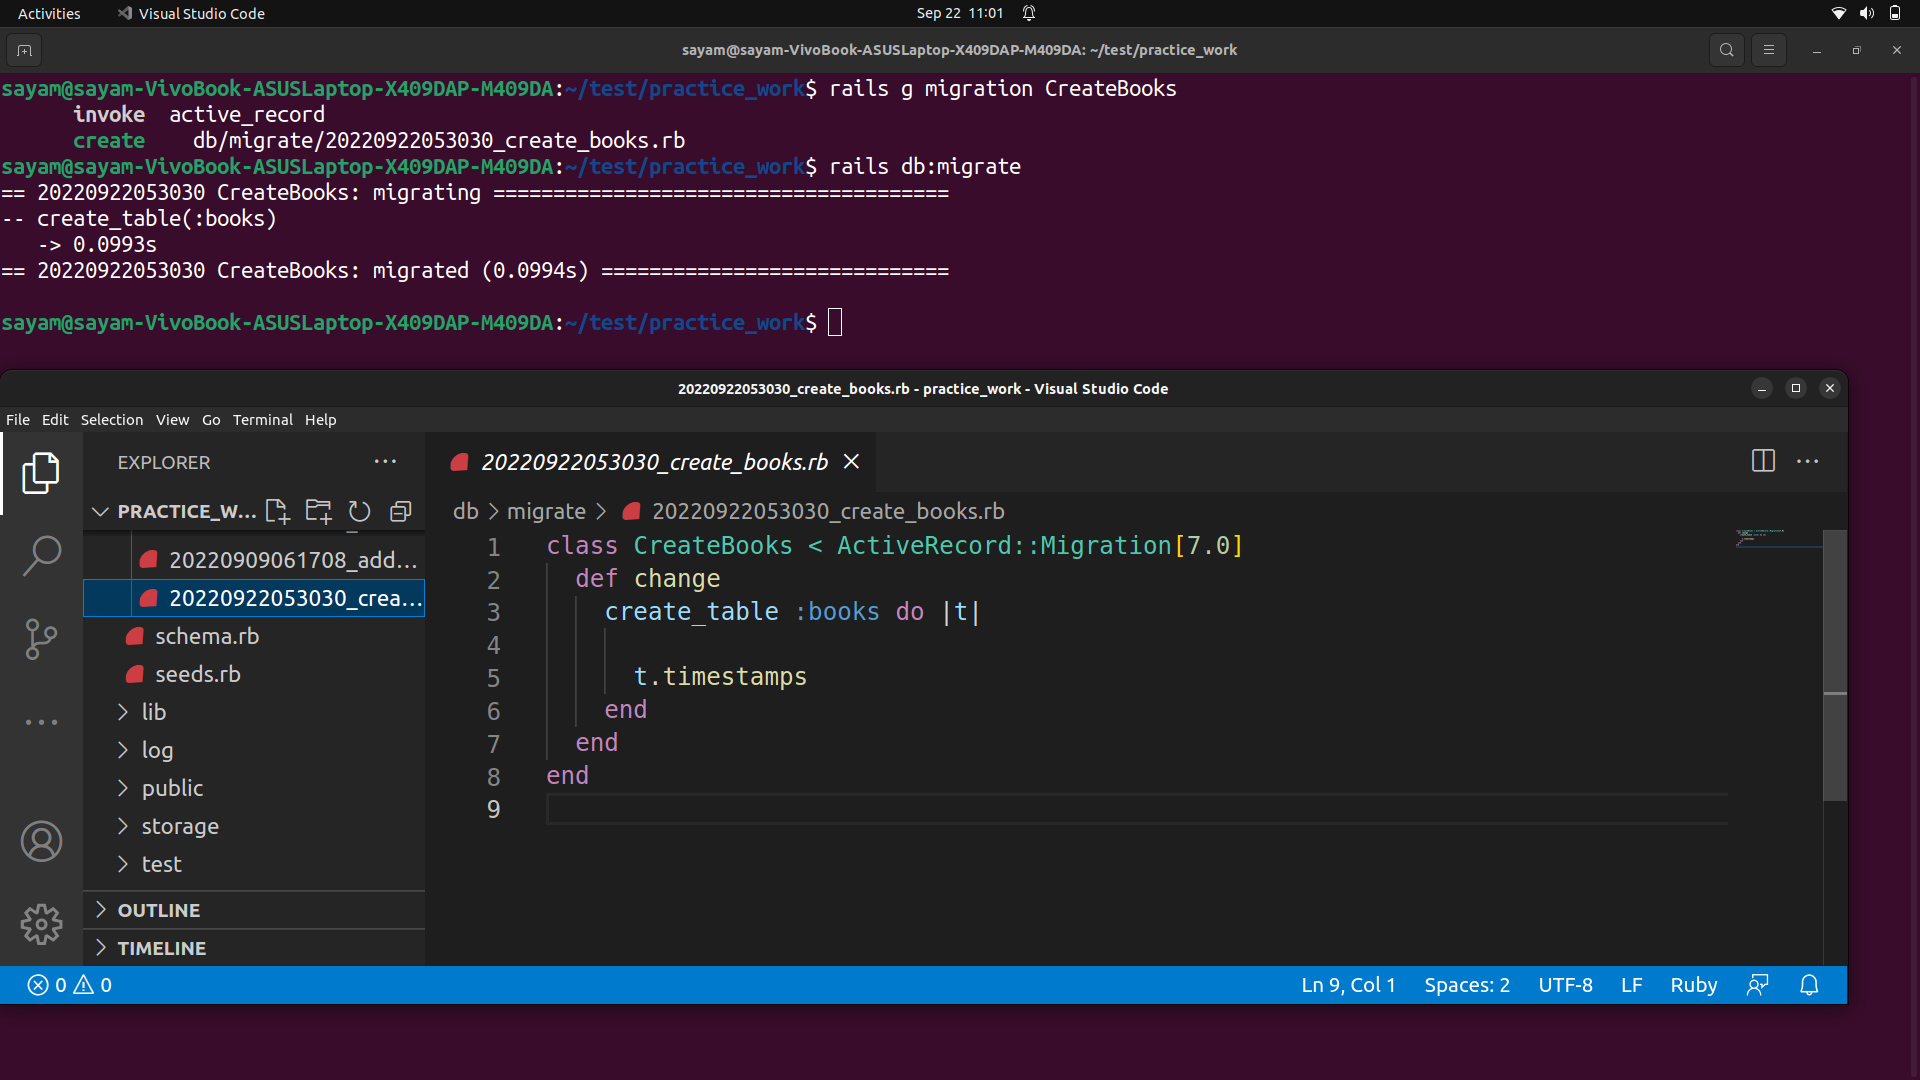 Activities Visual Studio Code Sep 22 11:01
sayam@sayam-VivoBook-ASUSLaptop-X409DAP-M409DA: ~/test/practice_work
sayam@sayam-VivoBook-ASUSLaptop-X409DAP-M409DA:~/test/practice_work$ rails g migration CreateBooks
invoke active_record
create db/migrate/20220922053030_create_books.rb
sayam@sayam-VivoBook-ASUSLaptop-X409DAP-M409DA:~/test/practice_work$ rails db:migrate
== 20220922053030 CreateBooks: migrating ======================================
-- create_table(:books)
-> 0.0993s
== 20220922053030 CreateBooks: migrated (0.0994s) =============================
sayam@sayam-VivoBook-ASUSLaptop-X409DAP-M409DA:~/test/practice_work$
20220922053030_create_books.rb - practice_work - Visual Studio Code
File Edit Selection View Go Terminal Help
EXPLORER
PRACTICE_W...
20220909061708_add...
20220922053030_crea...
schema.rb
seeds.rb
lib
log
public
storage
test
OUTLINE
TIMELINE
20220922053030_create_books.rb
db > migrate > 20220922053030_create_books.rb
1 class CreateBooks < ActiveRecord::Migration[7.0]
2 def change
3 create_table :books do |t|
4
5 t.timestamps
6 end
7 end
8 end
9
0 0 Ln 9, Col 1 Spaces: 2 UTF-8 LF Ruby